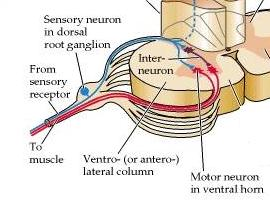 Sensory neuron
in dorsal
root ganglion
Inter-
neuron
From
sensory
receptor
To
muscle
Ventro- (or antero-)
lateral column
Motor neuron
in ventral horn